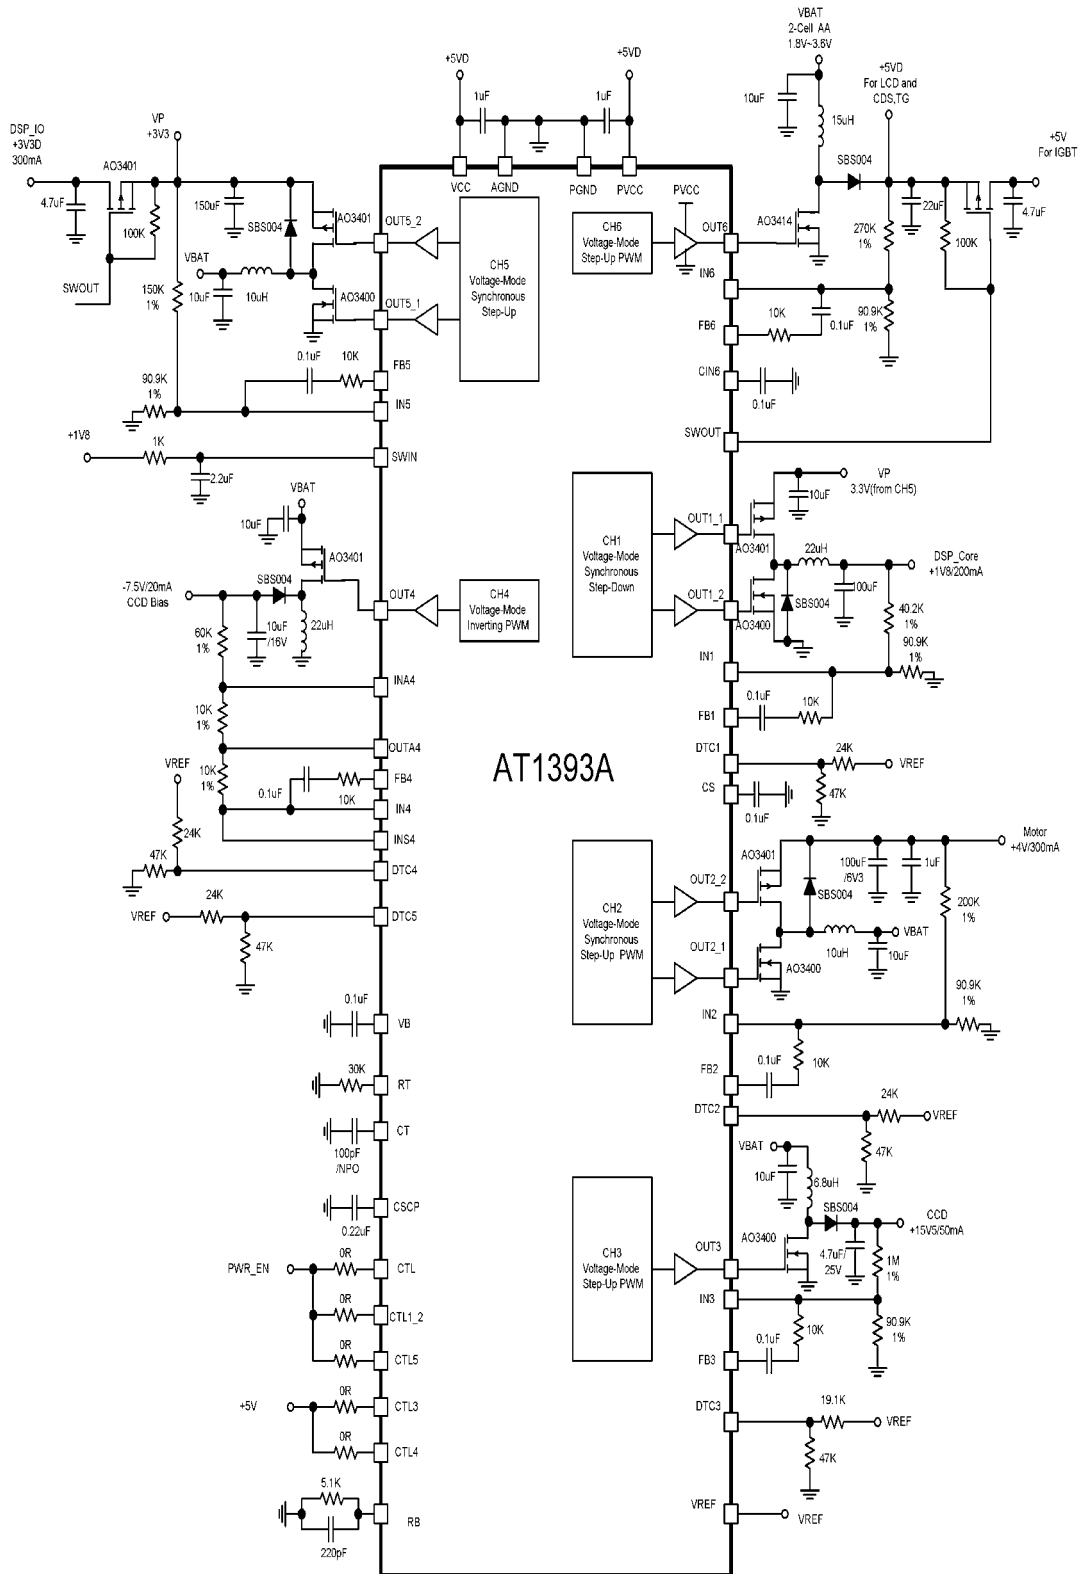 VBAT
2-Cell AA
1.8V~3.6V
+5VD
+5VD
+5VD
For LCD and
CDS,TG
10uF
15uH
1uF
1uF
DSP_IO
+3V3D
300mA
VP
+3V3
+5V
For IGBT
AO3401
SBS004
VCC
AGND
PGND
PVCC
PVCC
4.7uF
100K
150uF
SBS004
AO3401
OUT5_2
CH5
Voltage-Mode
Synchronous
Step-Up
CH6
Voltage-Mode
Step-Up PWM
OUT6
AO3414
270K
1%
22uF
100K
4.7uF
VBAT
SWOUT
150K
1%
10uF
10uH
AO3400
OUT5_1
IN6
10K
0.1uF
90.9K
1%
FB6
0.1uF
10K
FB5
CIN6
0.1uF
90.9K
1%
IN5
SWOUT
+1V8
1K
SWIN
2.2uF
VBAT
10uF
AO3401
SBS004
-7.5V/20mA
CCD Bias
OUT4
CH4
Voltage-Mode
Inverting PWM
10uF
/16V
22uH
60K
1%
CH1
Voltage-Mode
Synchronous
Step-Down
OUT1_1
10uF
VP
3.3V(from CH5)
AO3401
22uH
DSP_Core
+1V8/200mA
OUT1_2
SBS004
100uF
AO3400
40.2K
1%
90.9K
1%
IN1
INA4
10K
1%
0.1uF
10K
FB1
OUTA4
VREF
10K
1%
FB4
0.1uF
10K
IN4
AT1393A
DTC1
24K
VREF
47K
CS
0.1uF
24K
INS4
47K
DTC4
24K
VREF
DTC5
47K
CH2
Voltage-Mode
Synchronous
Step-Up PWM
Motor
+4V/300mA
AO3401
OUT2_2
SBS004
100uF
/6V3
1uF
200K
1%
VBAT
OUT2_1
AO3400
10uH
10uF
90.9K
1%
IN2
0.1uF
VB
0.1uF
10K
FB2
30K
RT
DTC2
24K
VREF
47K
CT
100pF
/NPO
VBAT
10uF
6.8uH
CSCP
0.22uF
SBS004
CCD
+15V5/50mA
AO3400
OUT3
4.7uF/
25V
1M
1%
CH3
Voltage-Mode
Step-Up PWM
PWR_EN
0R
CTL
0R
CTL1_2
0R
CTL5
IN3
0.1uF
10K
90.9K
1%
FB3
+5V
0R
CTL3
0R
CTL4
DTC3
19.1K
VREF
47K
5.1K
RB
220pF
VREF
VREF